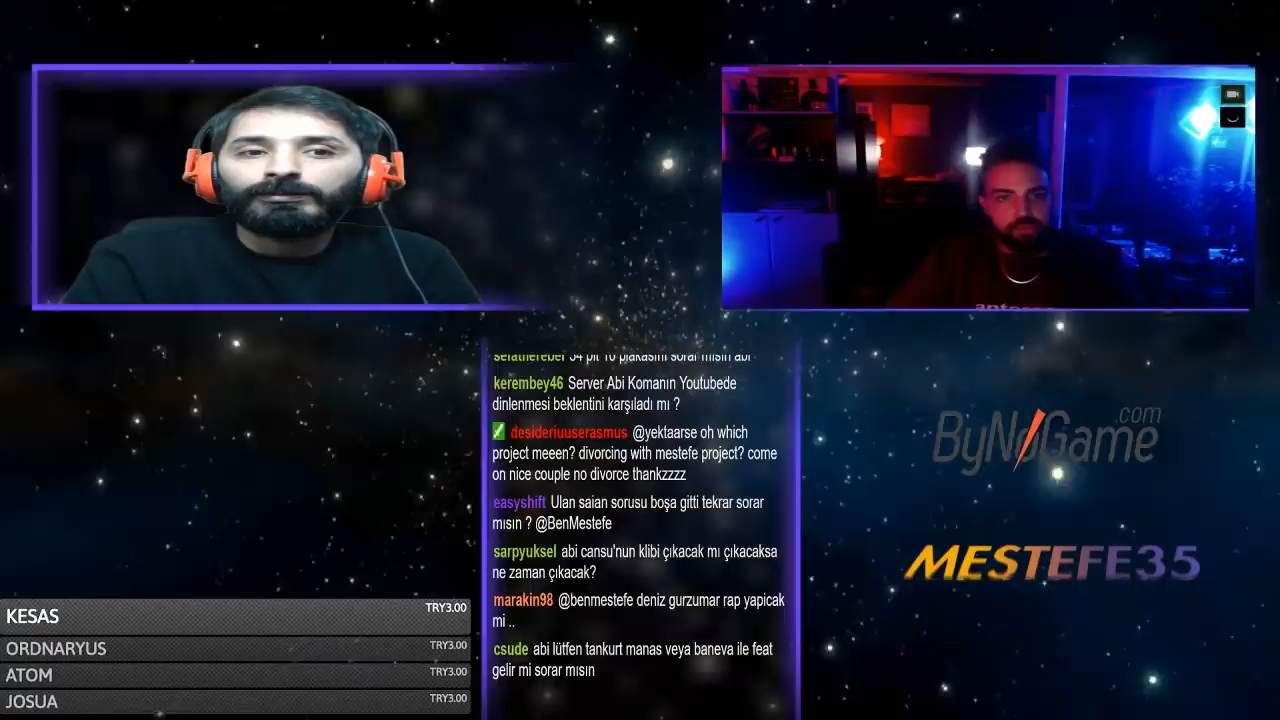 sorar mısın abi
kerembey46 Server Abi Komanın Youtubede
dinlenmesi beklentini karşıladı mı ?
desideriuuserasmus @yektaarse oh which
project meeen? divorcing with mestefe project? come
on nice couple no divorce thankzzzz
easyshift Ulan saian sorusu boşa gitti tekrar sorar
mısın ? @BenMestefe
sarpyuksel abi cansu'nun klibi çıkacak mı çıkacaksa
ne zaman çıkacak?
marakin98 @benmestefe deniz gurzumar rap yapicak
mi ..
csude abi lütfen tankurt manas veya baneva ile feat
gelir mi sorar mısın
ByNoGame.com
MESTEFE35
KESAS TRY3.00
ORDNARYUS TRY3.00
ATOM TRY3.00
JOSUA TRY3.00